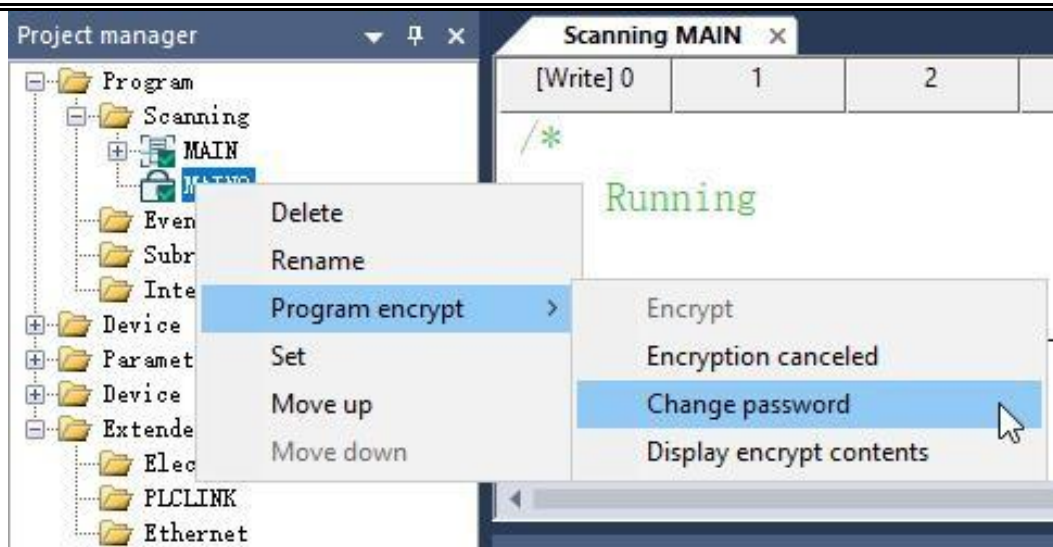 Project manager
Program
Scanning
MAIN
Even
Subr
Inte
Device
Paramet
Device
Extende
Elec
PLCLINK
Ethernet
Scanning MAIN
[Write] 0 1 2
/*
Running
Delete
Rename
Program encrypt >
Set
Move up
Move down
Encrypt
Encryption canceled
Change password
Display encrypt contents